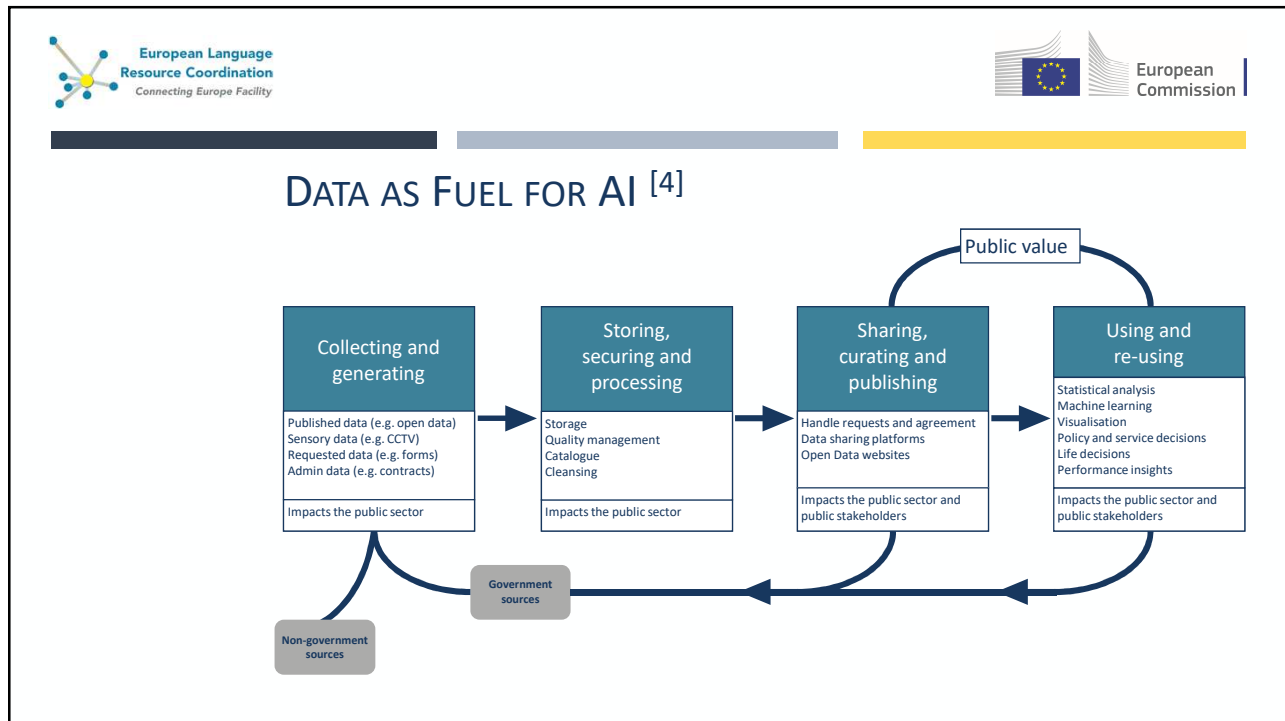 European Language
Resource Coordination
Connecting Europe Facility
European
Commission
DATA AS FUEL FOR AI [4]
Public value
Collecting and
generating
Published data (e.g. open data)
Sensory data (e.g. CCTV)
Requested data (e.g. forms)
Admin data (e.g. contracts)
Impacts the public sector
Storing,
securing and
processing
Storage
Quality management
Catalogue
Cleansing
Impacts the public sector
Sharing,
curating and
publishing
Handle requests and agreement
Data sharing platforms
Open Data websites
Impacts the public sector and
public stakeholders
Using and
re-using
Statistical analysis
Machine learning
Visualisation
Policy and service decisions
Life decisions
Performance insights
Impacts the public sector and
public stakeholders
Government
sources
Non-government
sources